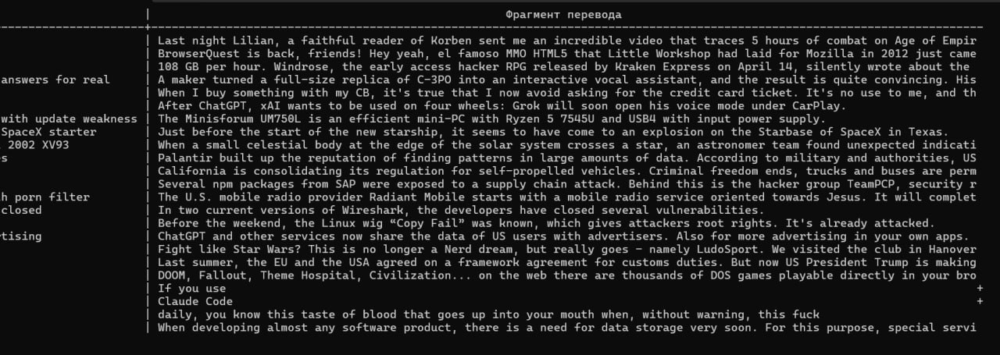 Фрагмент перевода
Last night Lilian, a faithful reader of Korben sent me an incredible video that traces 5 hours of combat on Age of Empir
BrowserQuest is back, friends! Hey yeah, el famoso MMO HTML5 that Little Workshop had laid for Mozilla in 2012 just came
108 GB per hour. Windrose, the early access hacker RPG released by Kraken Express on April 14, silently wrote about the
answers for real | A maker turned a full-size replica of C-3PO into an interactive vocal assistant, and the result is quite convincing. His
When I buy something with my CB, it's true that I now avoid asking for the credit card ticket. It's no use to me, and th
After ChatGPT, xAI wants to be used on four wheels: Grok will soon open his voice mode under CarPlay.
with update weakness | The Minisforum UM750L is an efficient mini-PC with Ryzen 5 7545U and USB4 with input power supply.
SpaceX starter | Just before the start of the new starship, it seems to have come to an explosion on the Starbase of SpaceX in Texas.
2002 XV93 | When a small celestial body at the edge of the solar system crosses a star, an astronomer team found unexpected indicati
s | Palantir built up the reputation of finding patterns in large amounts of data. According to military and authorities, US
California is consolidating its regulation for self-propelled vehicles. Criminal freedom ends, trucks and buses are perm
Several npm packages from SAP were exposed to a supply chain attack. Behind this is the hacker group TeamPCP, security r
h porn filter | The U.S. mobile radio provider Radiant Mobile starts with a mobile radio service oriented towards Jesus. It will complet
closed | In two current versions of Wireshark, the developers have closed several vulnerabilities.
Before the weekend, the Linux wig “Copy Fail” was known, which gives attackers root rights. It's already attacked.
rtising | ChatGPT and other services now share the data of US users with advertisers. Also for more advertising in your own apps.
Fight like Star Wars? This is no longer a Nerd dream, but really goes – namely LudoSport. We visited the club in Hanover
Last summer, the EU and the USA agreed on a framework agreement for customs duties. But now US President Trump is making
DOOM, Fallout, Theme Hospital, Civilization... on the web there are thousands of DOS games playable directly in your bro
If you use +
Claude Code +
daily, you know this taste of blood that goes up into your mouth when, without warning, this fuck
When developing almost any software product, there is a need for data storage very soon. For this purpose, special servi